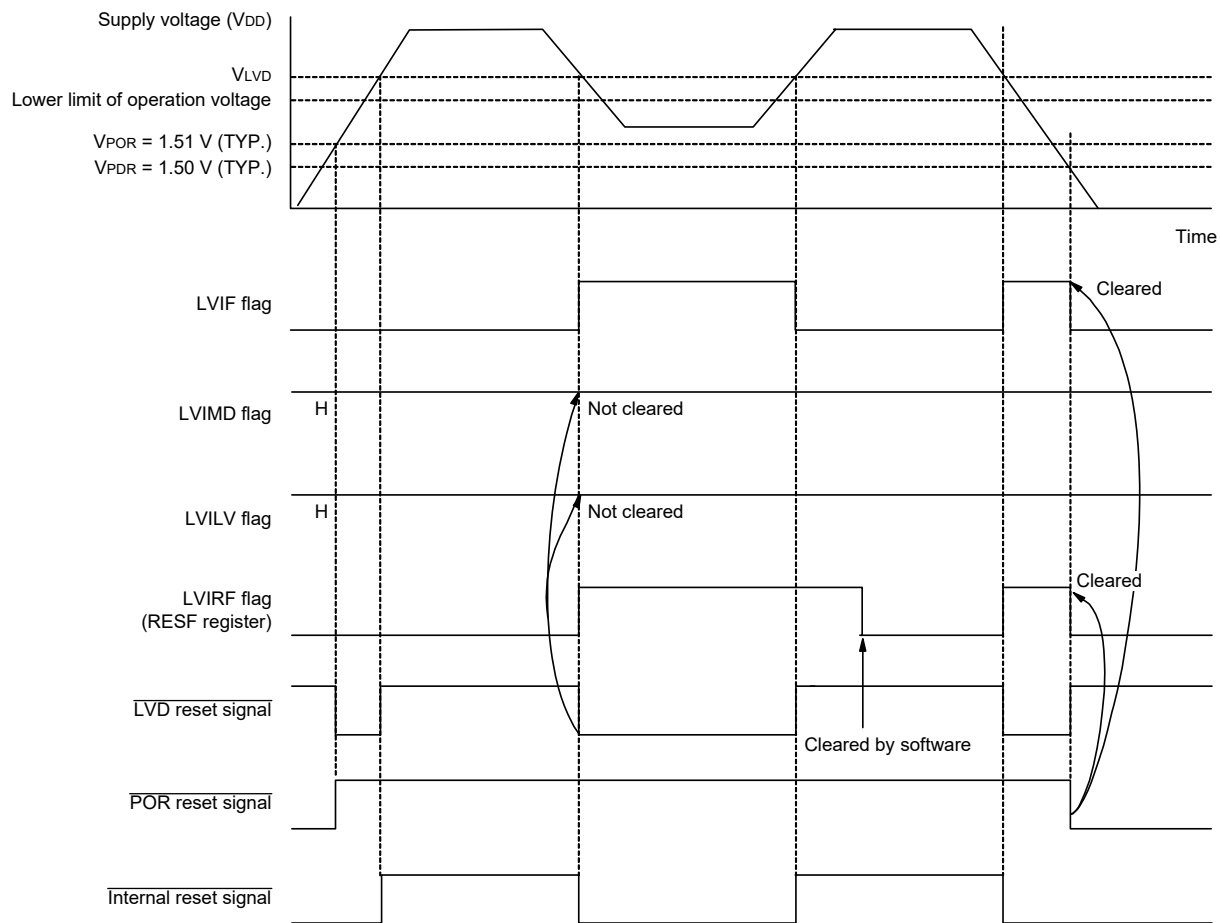 Supply voltage (VDD)
VLVD
Lower limit of operation voltage
VPOR = 1.51 V (TYP.)
VPDR = 1.50 V (TYP.)
Time
LVIF flag
Cleared
LVIMD flag
H
Not cleared
LVILV flag
H
Not cleared
LVIRF flag
(RESF register)
Cleared
LVD reset signal
Cleared by software
POR reset signal
Internal reset signal